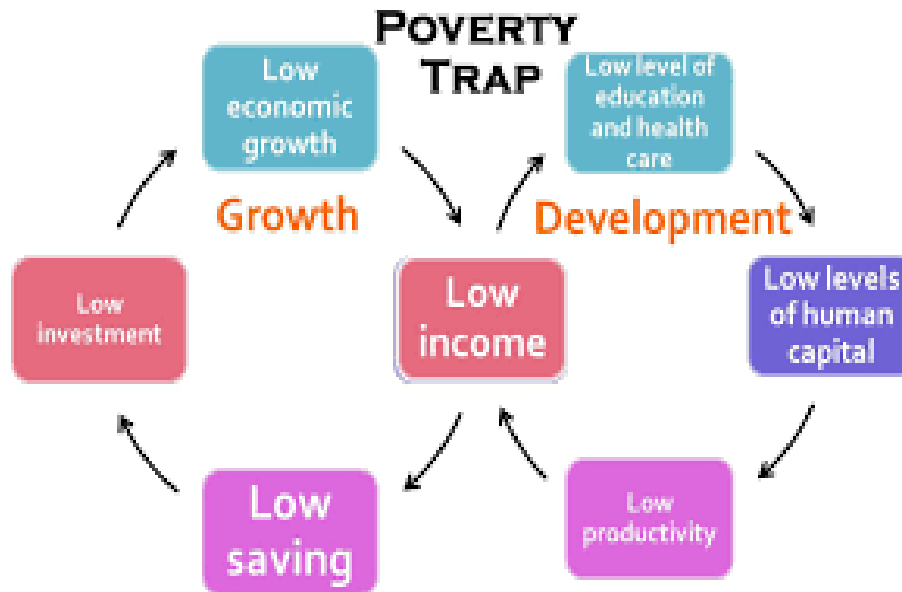 POVERTY
TRAP
Low
economic
growth
Low level of
education
and health
care
Growth
Development
Low
investment
Low
income
Low levels
of human
capital
Low
saving
Low
productivity